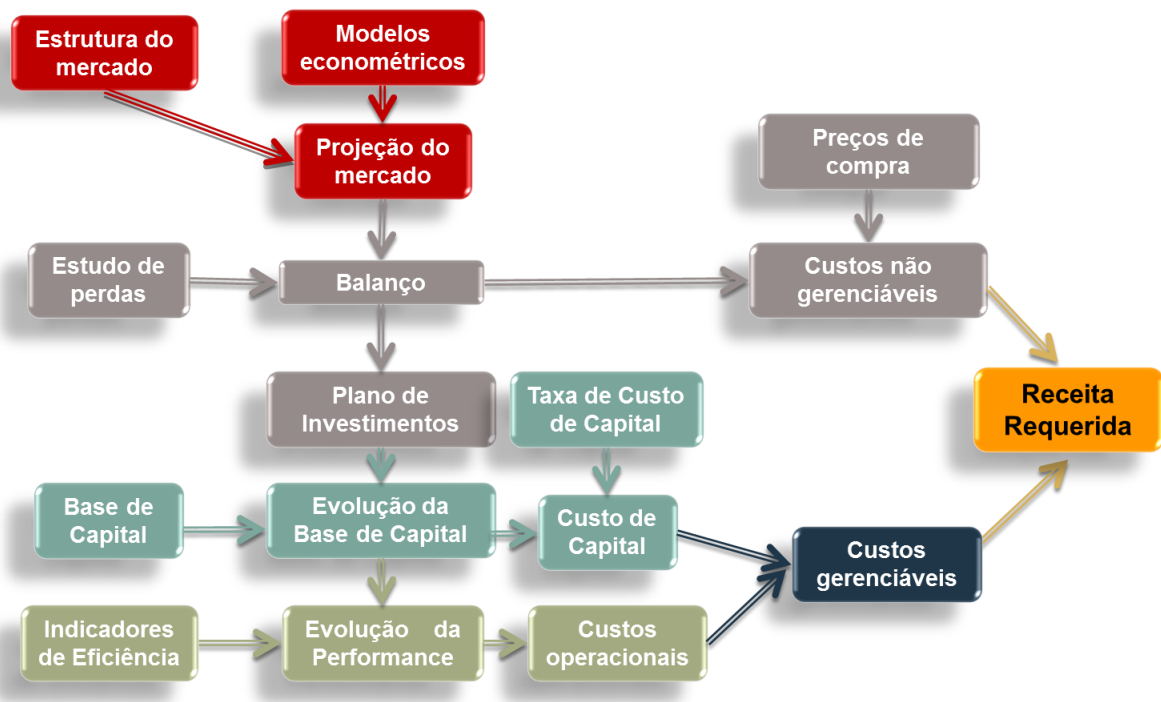 Estrutura do
mercado
Modelos
econométricos
Projeção do
mercado
Preços de
compra
Estudo de
perdas
Balanço
Custos não
gerenciáveis
Plano de
Investimentos
Taxa de Custo
de Capital
Receita
Requerida
Base de
Capital
Evolução da
Base de Capital
Custo de
Capital
Custos
gerenciáveis
Indicadores
de Eficiência
Evolução da
Performance
Custos
operacionais